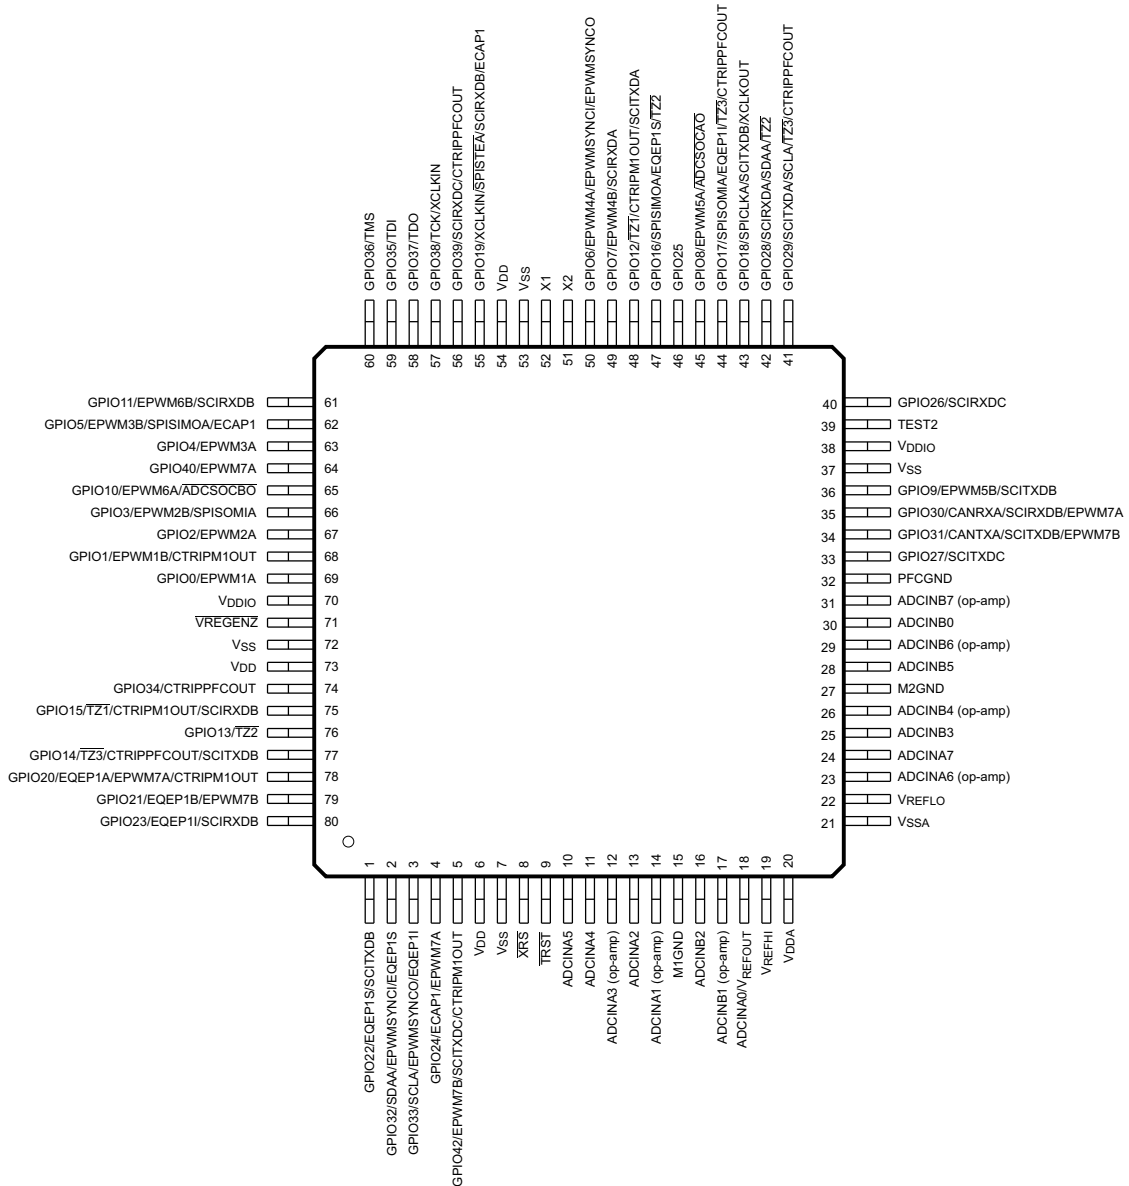 GPIO36/TMS
GPIO35/TDI
GPIO37/TDO
GPIO38/TCK/XCLKIN
GPIO39/SCIRXDC/CTRIPPFCOUT
GPIO19/XCLKIN/SPISTEA/SCIRXDB/ECAP1
VDD
VSS
X1
X2
GPIO6/EPWM4A/EPWMSYNCI/EPWMSYNCO
GPIO7/EPWM4B/SCIRXDA
GPIO12/TZ1/CTRIPM1OUT/SCITXDA
GPIO16/SPISIMOA/EQEP1S/TZ2
GPIO25
GPIO8/EPWM5A/ADCSOCAO
GPIO17/SPISOMIA/EQEP1I/TZ3/CTRIPPFCOUT
GPIO18/SPICLKA/SCITXDB/XCLKOUT
GPIO28/SCIRXDA/SDAA/TZ2
GPIO29/SCITXDA/SCLA/TZ3/CTRIPPFCOUT
60
59
58
57
56
55
54
53
52
51
50
49
48
47
46
45
44
43
42
41
GPIO11/EPWM6B/SCIRXDB 61
GPIO5/EPWM3B/SPISIMOA/ECAP1 62
GPIO4/EPWM3A 63
GPIO40/EPWM7A 64
GPIO10/EPWM6A/ADCSOCBO 65
GPIO3/EPWM2B/SPISOMIA 66
GPIO2/EPWM2A 67
GPIO1/EPWM1B/CTRIPM1OUT 68
GPIO0/EPWM1A 69
VDDIO 70
VREGENZ 71
VSS 72
VDD 73
GPIO34/CTRIPPFCOUT 74
GPIO15/TZ1/CTRIPM1OUT/SCIRXDB 75
GPIO13/TZ2 76
GPIO14/TZ3/CTRIPPFCOUT/SCITXDB 77
GPIO20/EQEP1A/EPWM7A/CTRIPM1OUT 78
GPIO21/EQEP1B/EPWM7B 79
GPIO23/EQEP1I/SCIRXDB 80
40 GPIO26/SCIRXDC
39 TEST2
38 VDDIO
37 VSS
36 GPIO9/EPWM5B/SCITXDB
35 GPIO30/CANRXA/SCIRXDB/EPWM7A
34 GPIO31/CANTXA/SCITXDB/EPWM7B
33 GPIO27/SCITXDC
32 PFCGND
31 ADCINB7 (op-amp)
30 ADCINB0
29 ADCINB6 (op-amp)
28 ADCINB5
27 M2GND
26 ADCINB4 (op-amp)
25 ADCINB3
24 ADCINA7
23 ADCINA6 (op-amp)
22 VREFLO
21 VSSA
1
2
3
4
5
6
7
8
9
10
11
12
13
14
15
16
17
18
19
20
GPIO22/EQEP1S/SCITXDB
GPIO32/SDAA/EPWMSYNCI/EQEP1S
GPIO33/SCLA/EPWMSYNCO/EQEP1I
GPIO24/ECAP1/EPWM7A
GPIO42/EPWM7B/SCITXDC/CTRIPM1OUT
VDD
VSS
XRS
TRST
ADCINA5
ADCINA4
ADCINA3 (op-amp)
ADCINA2
ADCINA1 (op-amp)
M1GND
ADCINB2
ADCINB1 (op-amp)
ADCINA0/VREFOUT
VREFHI
VDDA